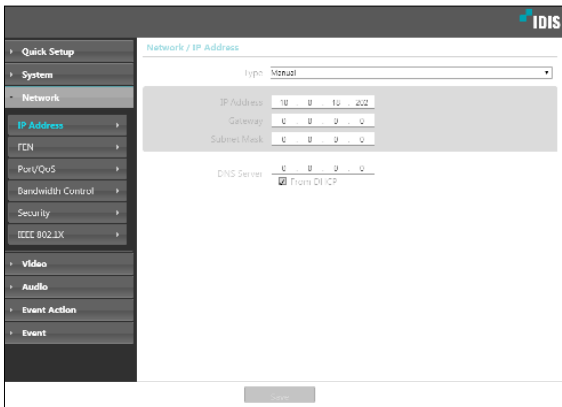 IDIS
Quick Setup
System
Network
IP Address
FEN
Port/QoS
Bandwidth Control
Security
IEEE 802.1X
Video
Audio
Event Action
Event
Network / IP Address
Type Manual
IP Address 10 . 0 . 15 . 202
Gateway 0 . 0 . 0 . 0
Subnet Mask 0 . 0 . 0 . 0
DNS Server 0 . 0 . 0 . 0
From DHCP
Save